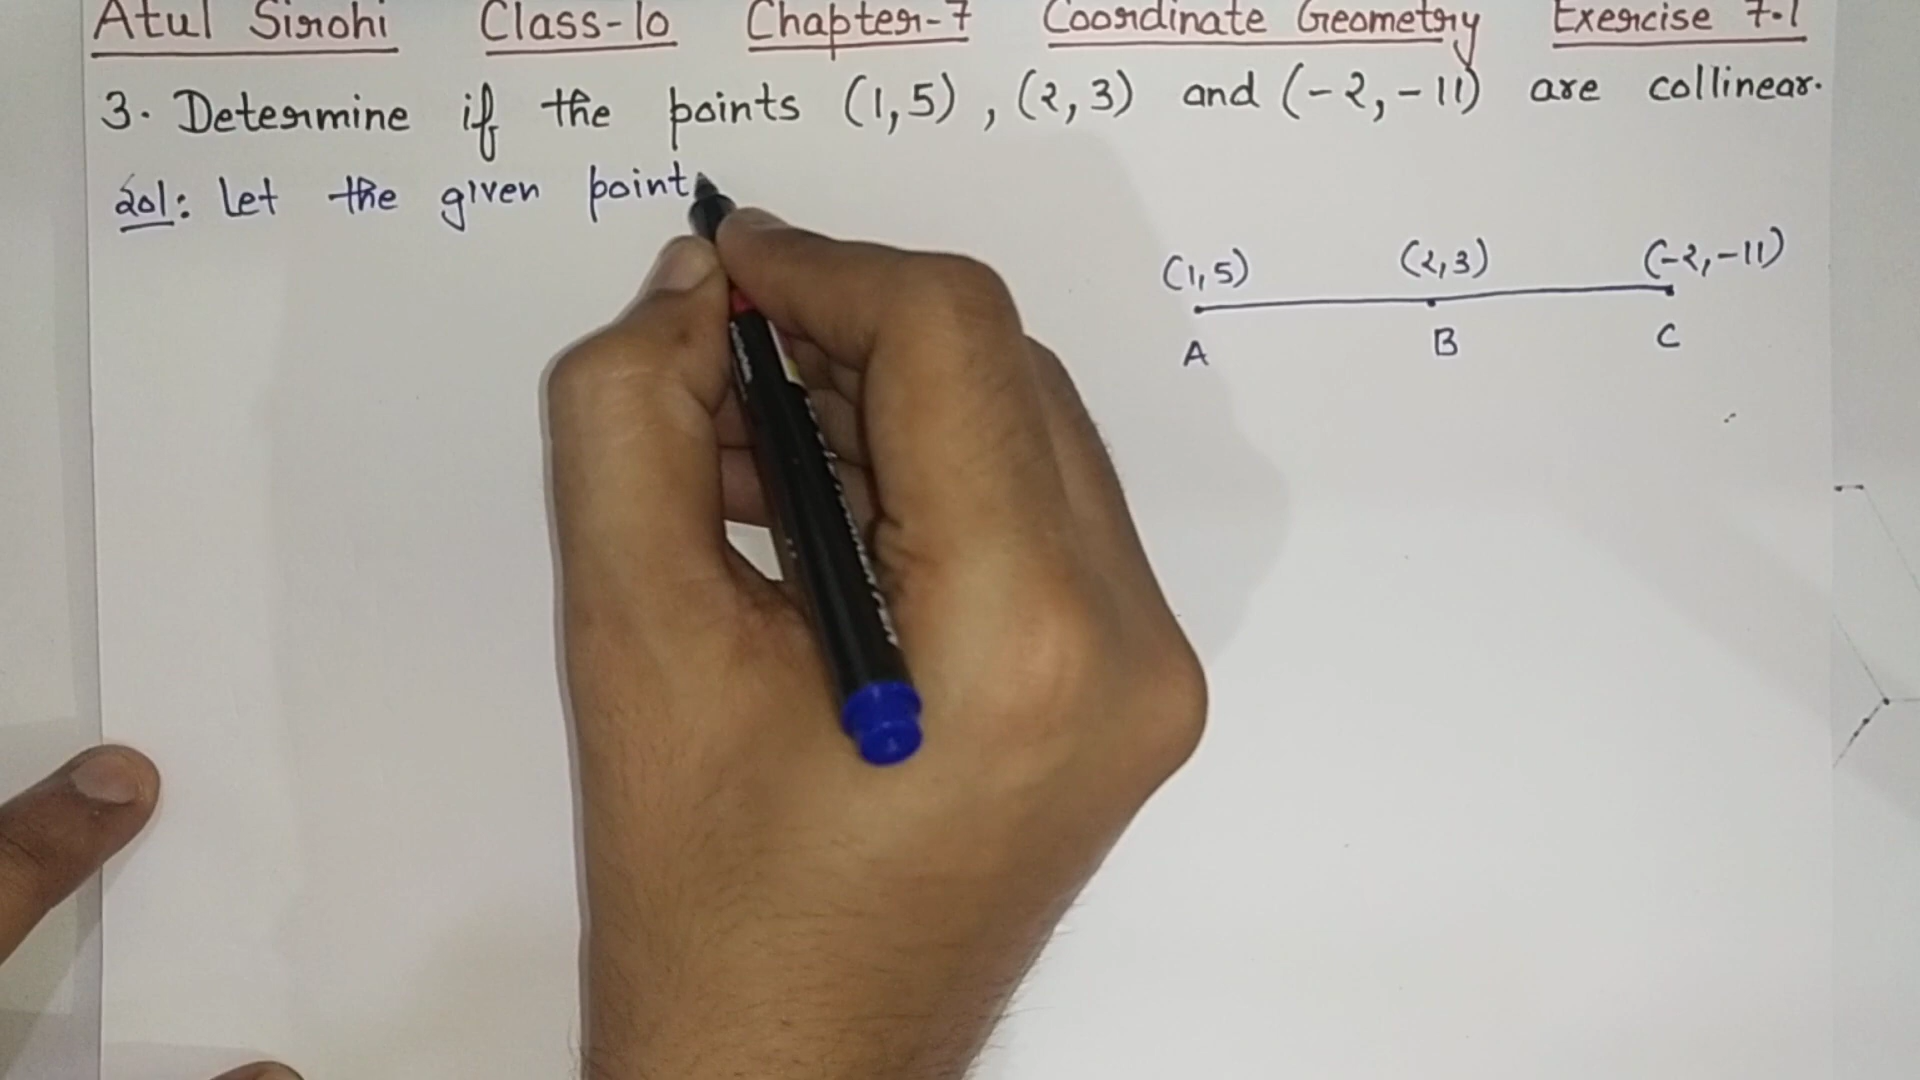 Atul Sirohi Class-10 Chapter-7 Coordinate Geometry Exercise 7.1
3. Determine if the points (1,5), (2,3) and (-2,-11) are collinear.
Sol: Let the given point
(1,5) (2,3) (-2,-11)
A B C